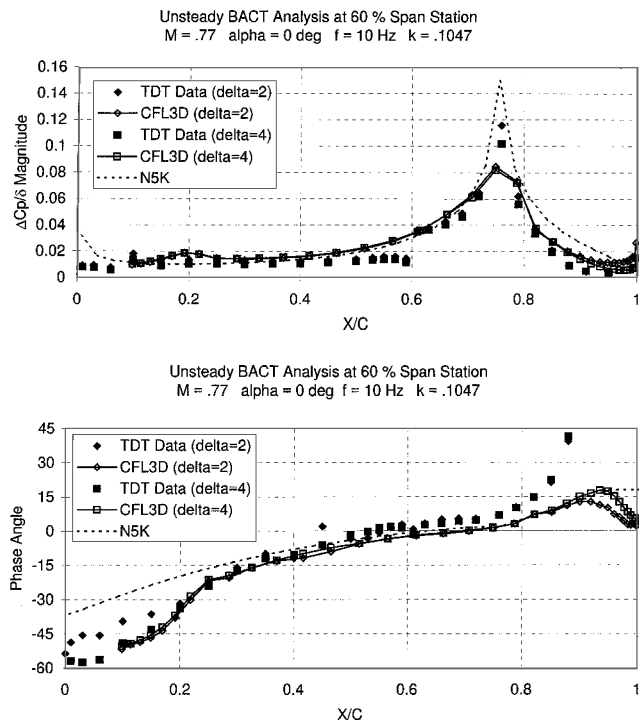 Unsteady BACT Analysis at 60 % Span Station
M = .77 alpha = 0 deg f = 10 Hz k = .1047
0.16
0.14
0.12
0.10
0.08
0.06
0.04
0.02
0
ΔCp/δ Magnitude
TDT Data (delta=2)
CFL3D (delta=2)
TDT Data (delta=4)
CFL3D (delta=4)
N5K
0 0.2 0.4 0.6 0.8 1
X/C
Unsteady BACT Analysis at 60 % Span Station
M = .77 alpha = 0 deg f = 10 Hz k = .1047
45
30
15
0
-15
-30
-45
-60
Phase Angle
TDT Data (delta=2)
CFL3D (delta=2)
TDT Data (delta=4)
CFL3D (delta=4)
N5K
0 0.2 0.4 0.6 0.8 1
X/C